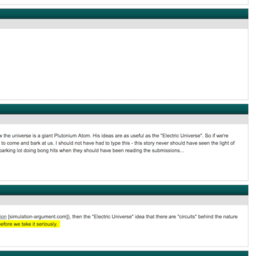 w the universe is a giant Plutonium Atom. His ideas are as useful as the "Electric Universe". So if we're
to come and bark at us. I should not have had to type this - this story never should have seen the light of
parking lot doing bong hits when they should have been reading the submissions...
ion [simulation-argument.com]), then the "Electric Universe" idea that there are "circuits" behind the nature
before we take it seriously.